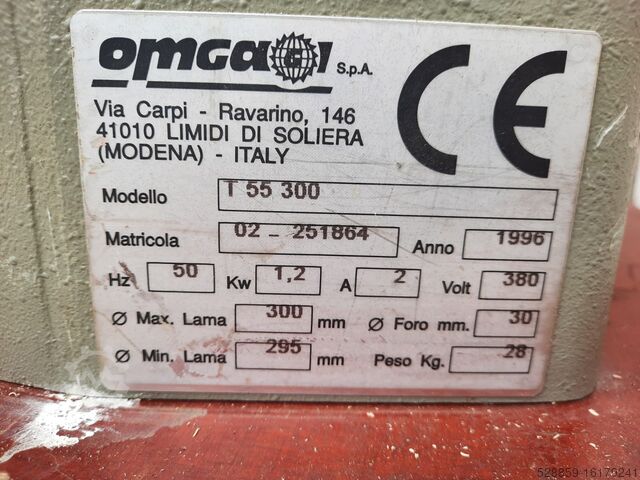 omga S.p.A.
Via Carpi - Ravarino, 146
41010 LIMIDI DI SOLIERA
(MODENA) - ITALY
CE
Modello T 55 300
Matricola 02 - 251864 Anno 1996
Hz 50 Kw 1,2 A 2 Volt 380
Ø Max. Lama 300 mm Ø Foro mm. 30
Ø Min. Lama 295 mm Peso Kg. 28
528859-16179241